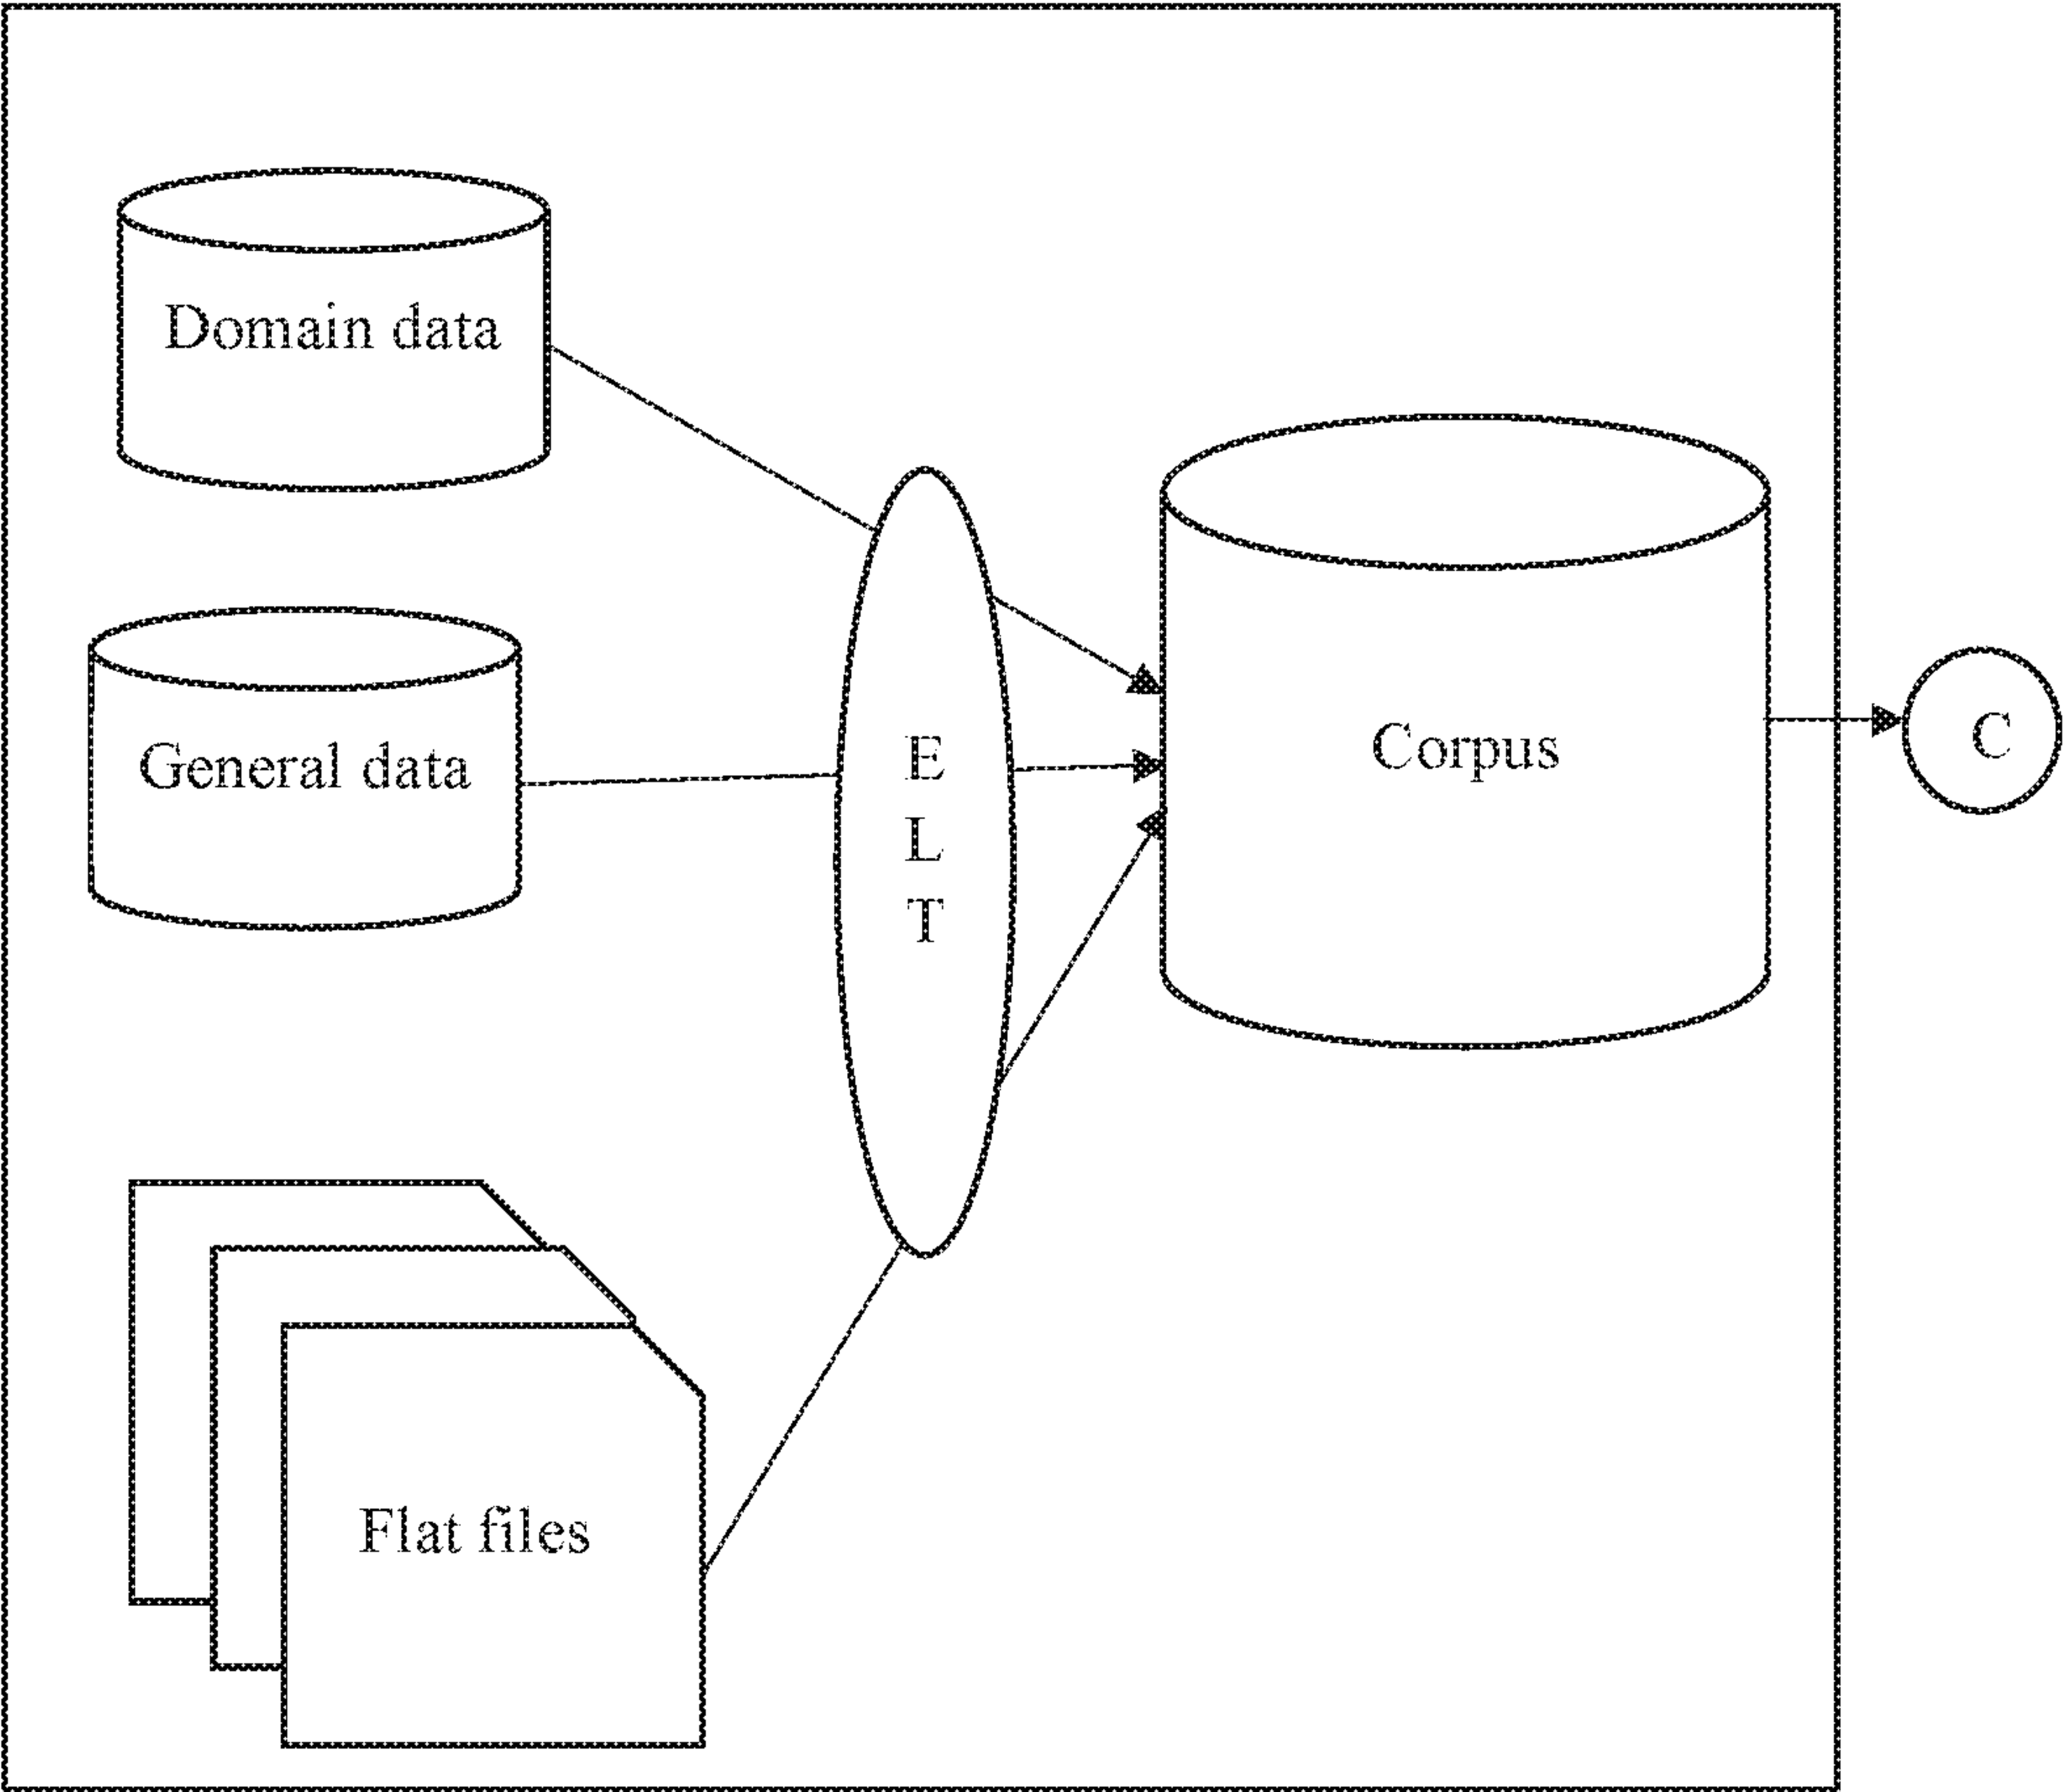 Domain data
General data
E
L
T
Corpus
C
Flat files